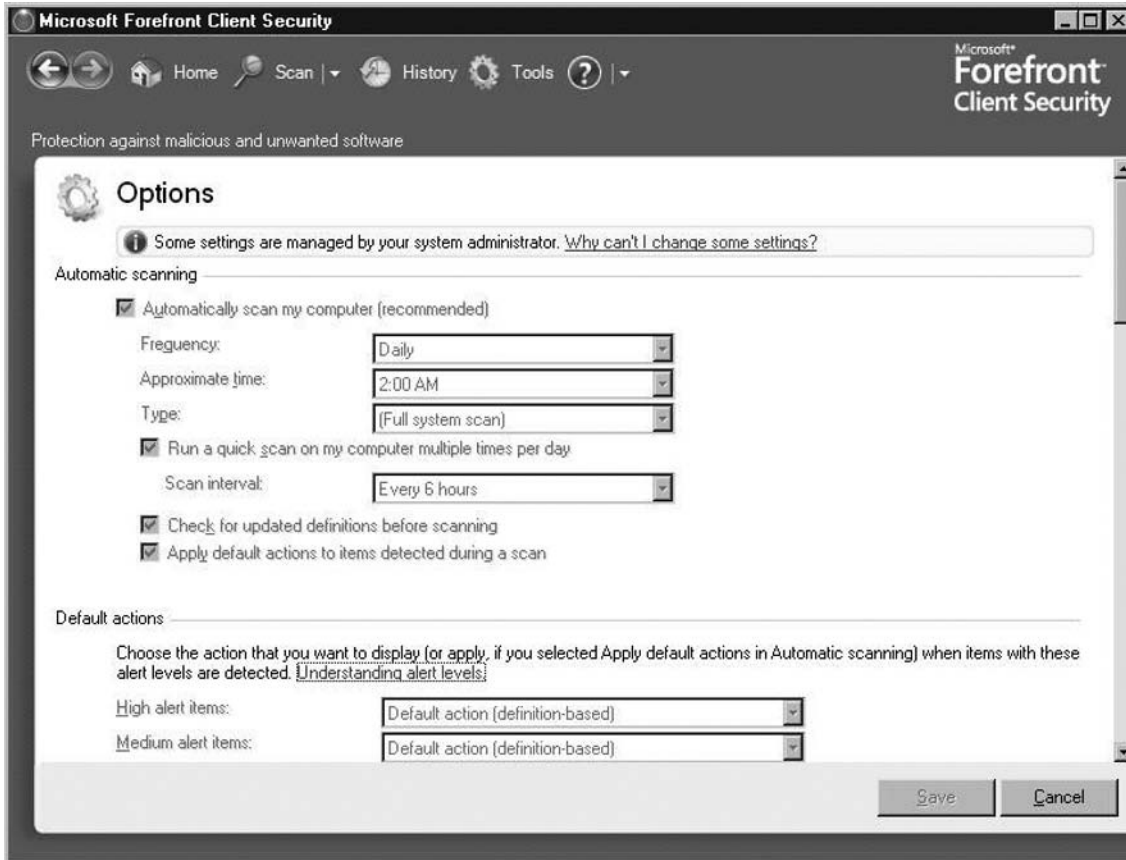 Microsoft Forefront Client Security
Home Scan History Tools ?
Microsoft
Forefront
Client Security
Protection against malicious and unwanted software
Options
Some settings are managed by your system administrator. Why can't I change some settings?
Automatic scanning
Automatically scan my computer (recommended)
Frequency: Daily
Approximate time: 2:00 AM
Type: (Full system scan)
Run a quick scan on my computer multiple times per day
Scan interval: Every 6 hours
Check for updated definitions before scanning
Apply default actions to items detected during a scan
Default actions
Choose the action that you want to display (or apply, if you selected Apply default actions in Automatic scanning) when items with these
alert levels are detected. Understanding alert levels.
High alert items: Default action (definition-based)
Medium alert items: Default action (definition-based)
Save Cancel